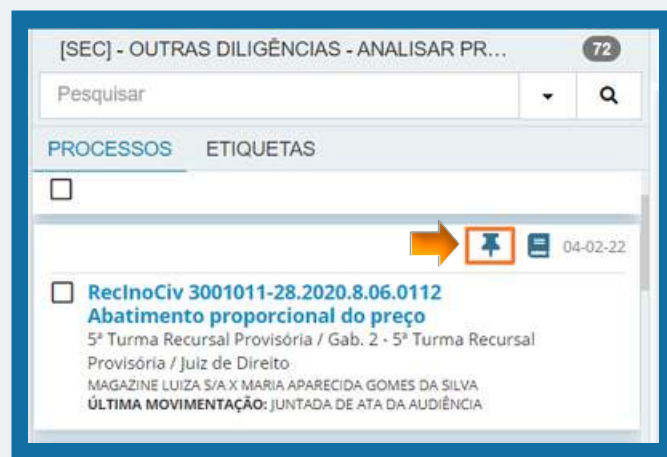 [SEC] - OUTRAS DILIGÊNCIAS - ANALISAR PR...
72
Pesquisar
PROCESSOS ETIQUETAS
04-02-22
RecInoCiv 3001011-28.2020.8.06.0112
Abatimento proporcional do preço
5ª Turma Recursal Provisória / Gab. 2 - 5ª Turma Recursal
Provisória / Juiz de Direito
MAGAZINE LUIZA S/A X MARIA APARECIDA GOMES DA SILVA
ÚLTIMA MOVIMENTAÇÃO: JUNTADA DE ATA DA AUDIÊNCIA